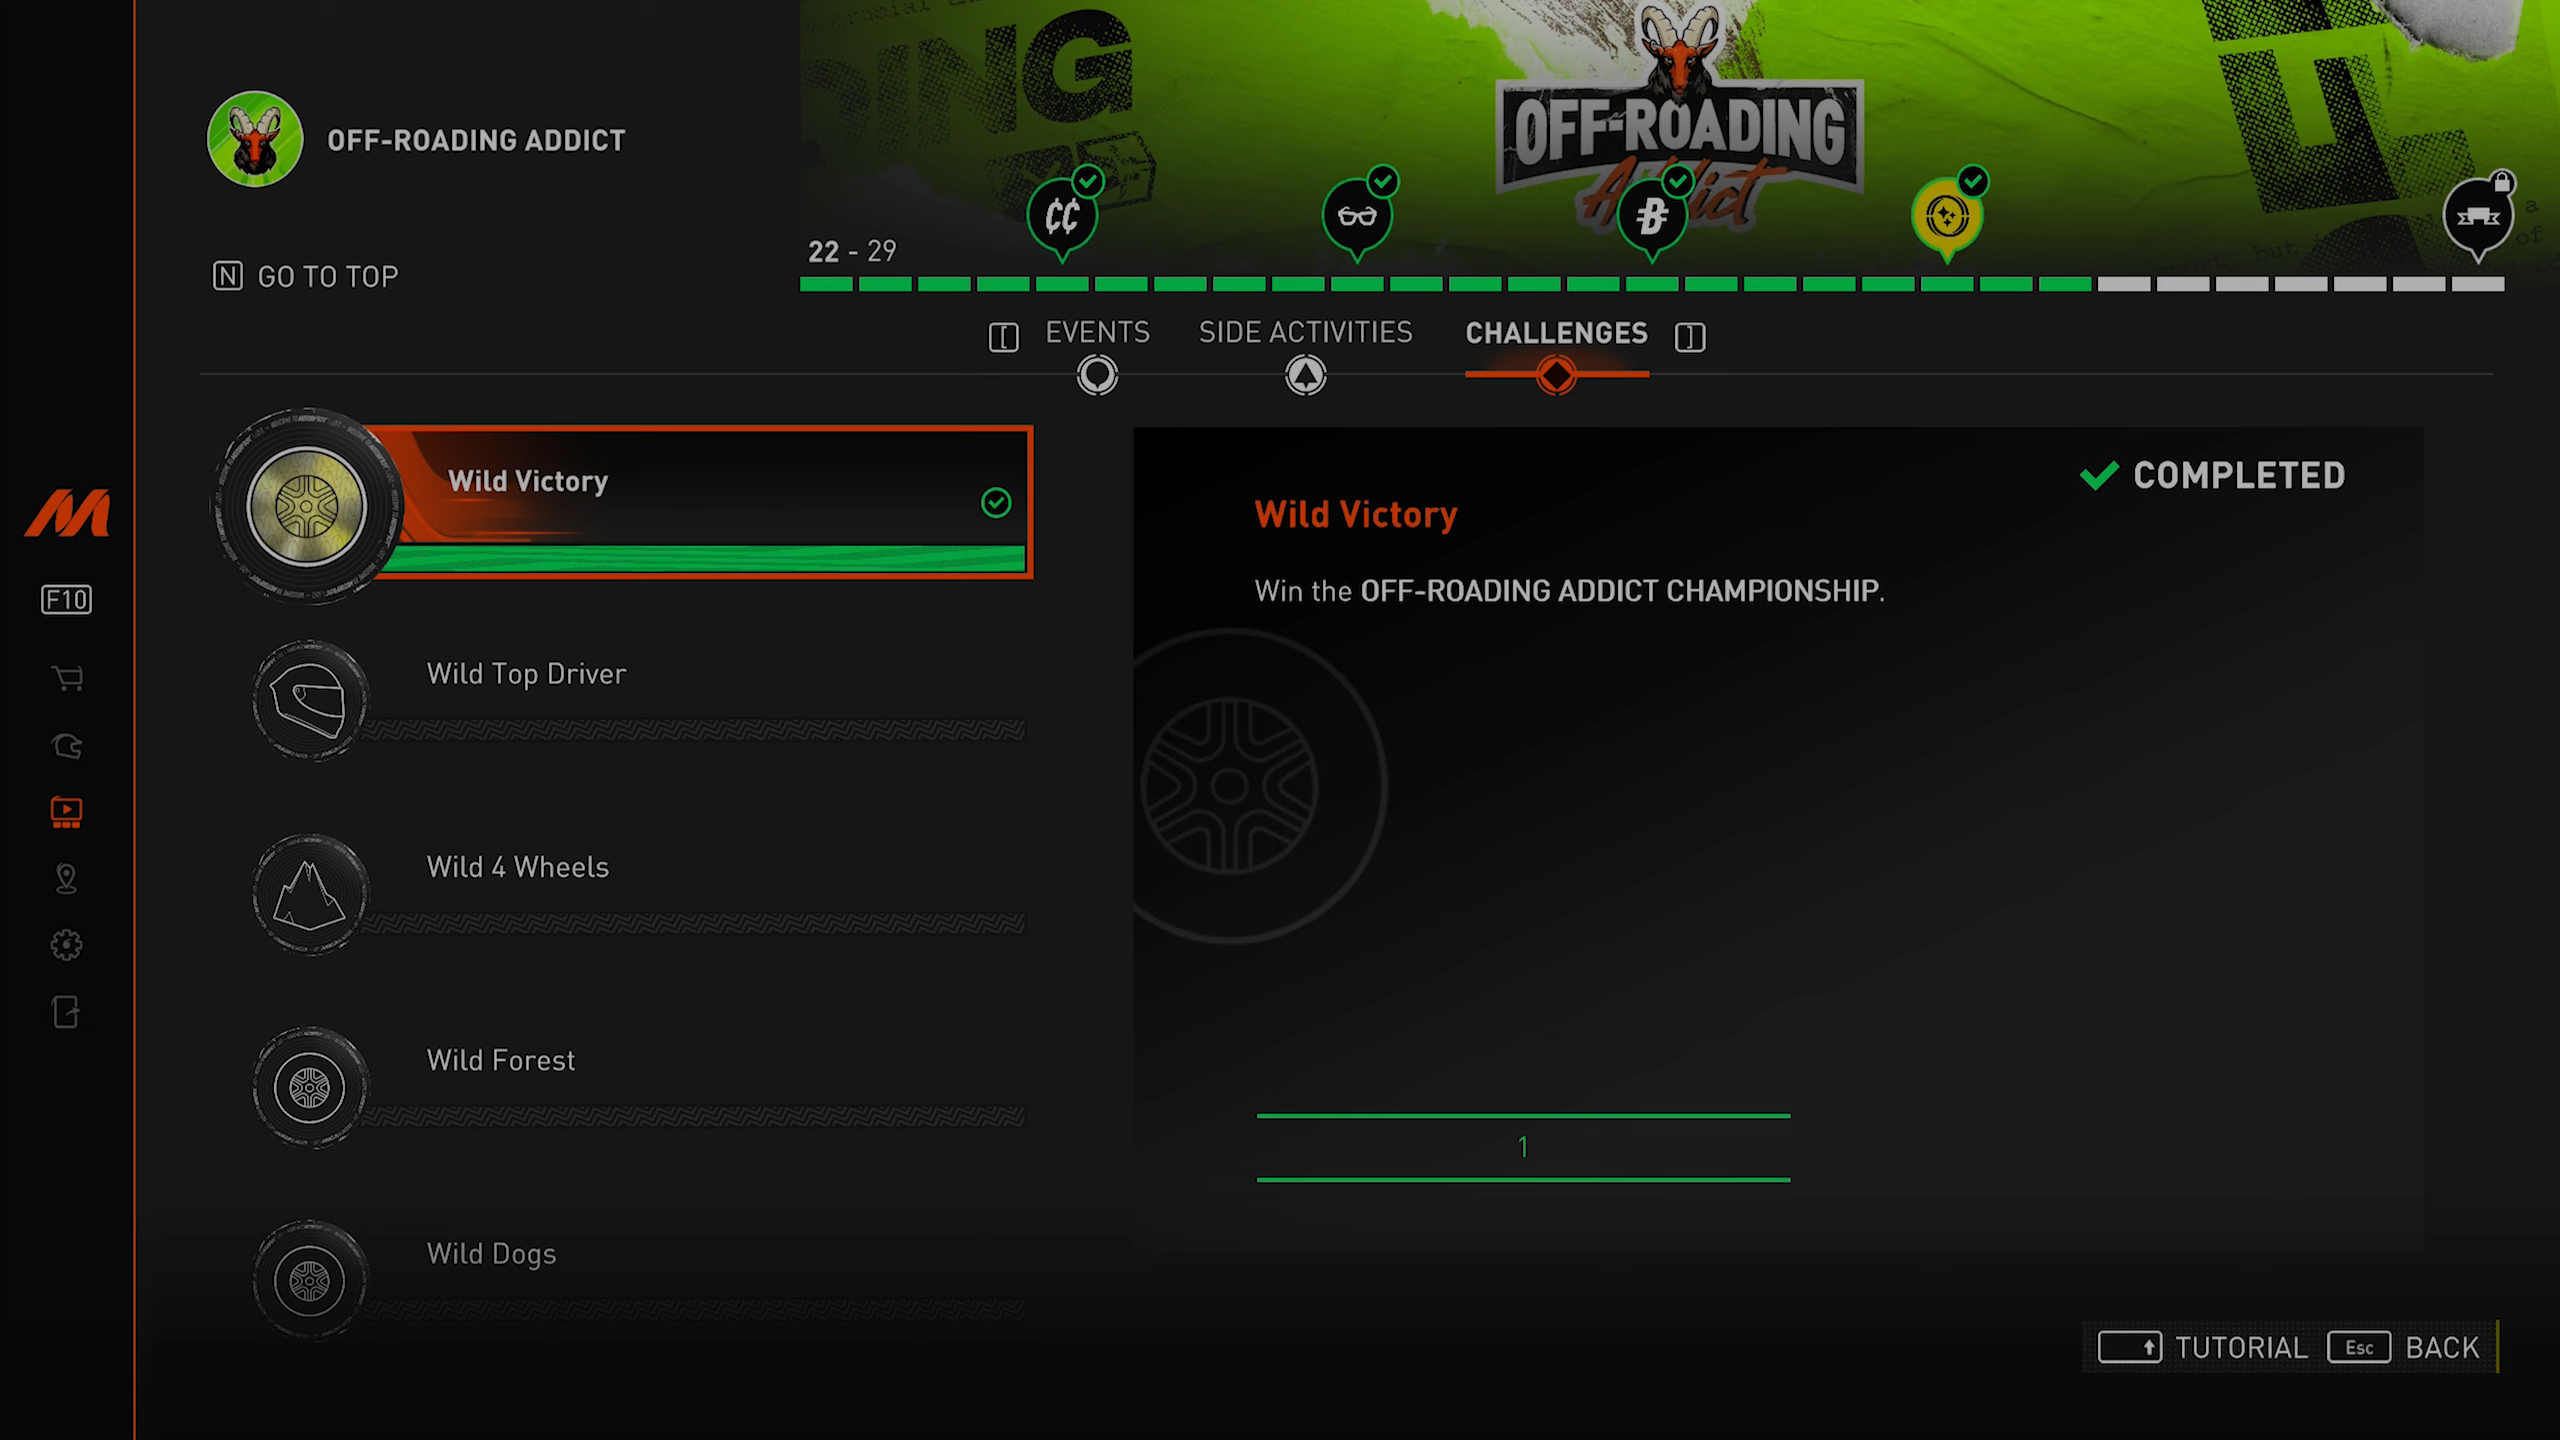 OFF-ROADING ADDICT
OFF-ROADING
Addict
22 - 29
N GO TO TOP
[ EVENTS SIDE ACTIVITIES CHALLENGES ]
Wild Victory
COMPLETED
Wild Victory
Win the OFF-ROADING ADDICT CHAMPIONSHIP.
F10
Wild Top Driver
Wild 4 Wheels
Wild Forest
1
Wild Dogs
TUTORIAL Esc BACK